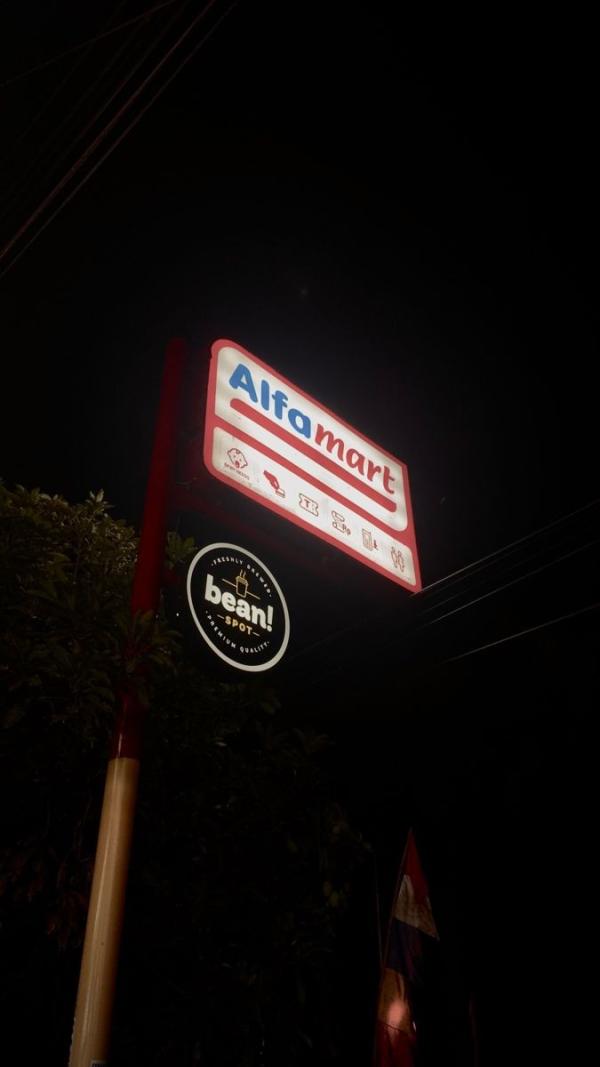 Alfamart
FRESHLY BREWED
bean!
SPOT
PREMIUM QUALITY